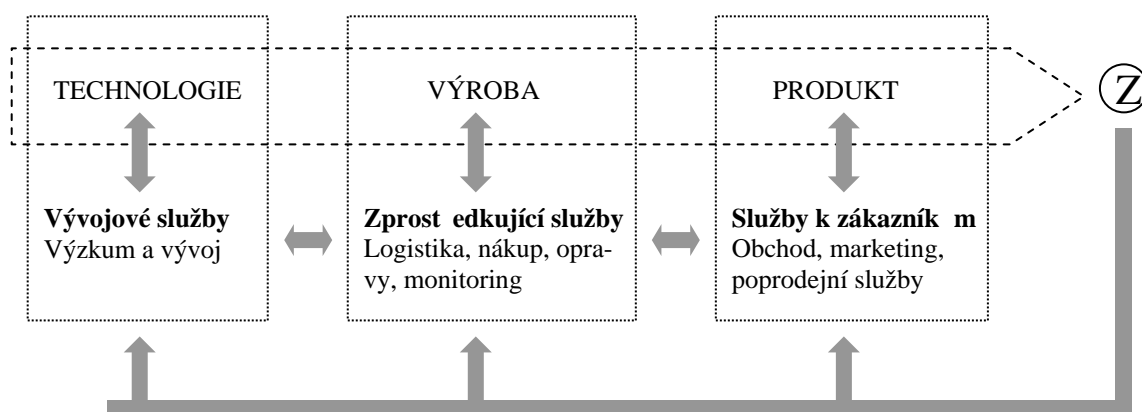 TECHNOLOGIE
VÝROBA
PRODUKT
Z
Vývojové služby
Výzkum a vývoj
Zprost edkující služby
Logistika, nákup, opra-
vy, monitoring
Služby k zákazník m
Obchod, marketing,
poprodejní služby